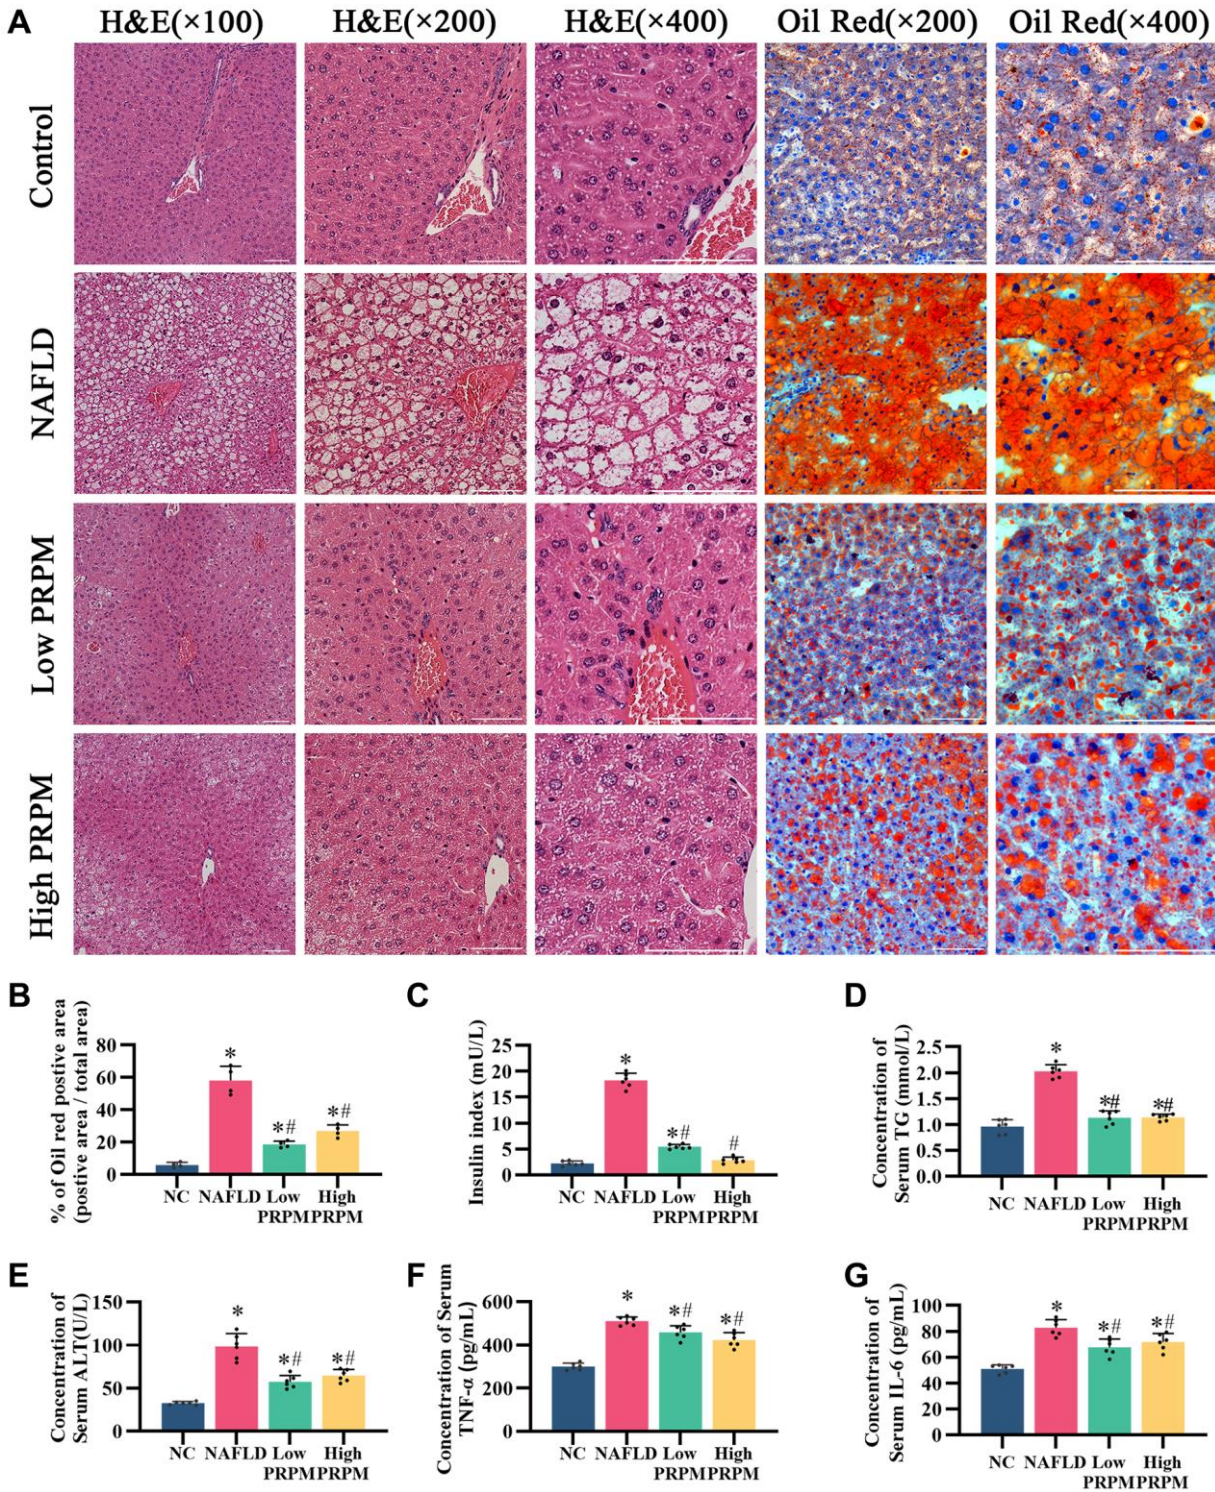 A
H&E(×100) H&E(×200) H&E(×400) Oil Red(×200) Oil Red(×400)
Control
NAFLD
Low PRPM
High PRPM
B
% of Oil red postive area
(postive area / total area)
80
60
40
20
0
*
*#
*#
NC NAFLD Low High
PRPM PRPM
C
Insulin index (mU/L)
25
20
15
10
5
0
*
*#
#
NC NAFLD Low High
PRPM PRPM
D
Concentration of
Serum TG (mmol/L)
2.5
2.0
1.5
1.0
0.5
0.0
*
*#
*#
NC NAFLD Low High
PRPM PRPM
E
Concentration of
Serum ALT(U/L)
150
100
50
0
*
*#
*#
NC NAFLD Low High
PRPM PRPM
F
Concentration of Serum
TNF-α (pg/mL)
600
400
200
0
*
*#
*#
NC NAFLD Low High
PRPM PRPM
G
Concentration of
Serum IL-6 (pg/mL)
100
80
60
40
20
0
*
*#
*#
NC NAFLD Low High
PRPM PRPM